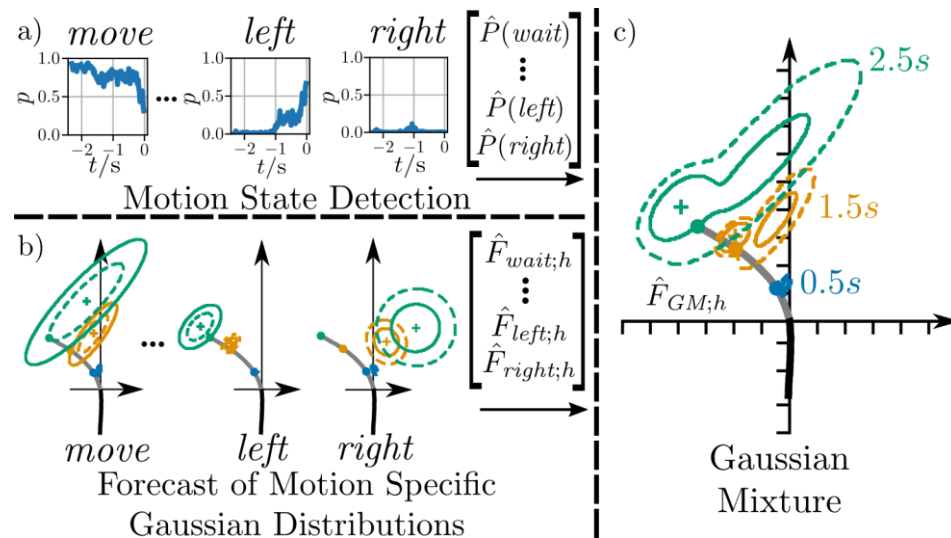 a) move left right
p 1.0 0.5 0.0 −2 −1 0 t/s
...
p 1.0 0.5 0.0 −2 −1 0 t/s
p 1.0 0.5 0.0 −2 −1 0 t/s
P̂(wait)
⋮
P̂(left)
P̂(right)
Motion State Detection
b)
...
move left right
F̂wait;h
⋮
F̂left;h
F̂right;h
Forecast of Motion Specific
Gaussian Distributions
c)
2.5s
1.5s
0.5s
F̂GM;h
Gaussian
Mixture